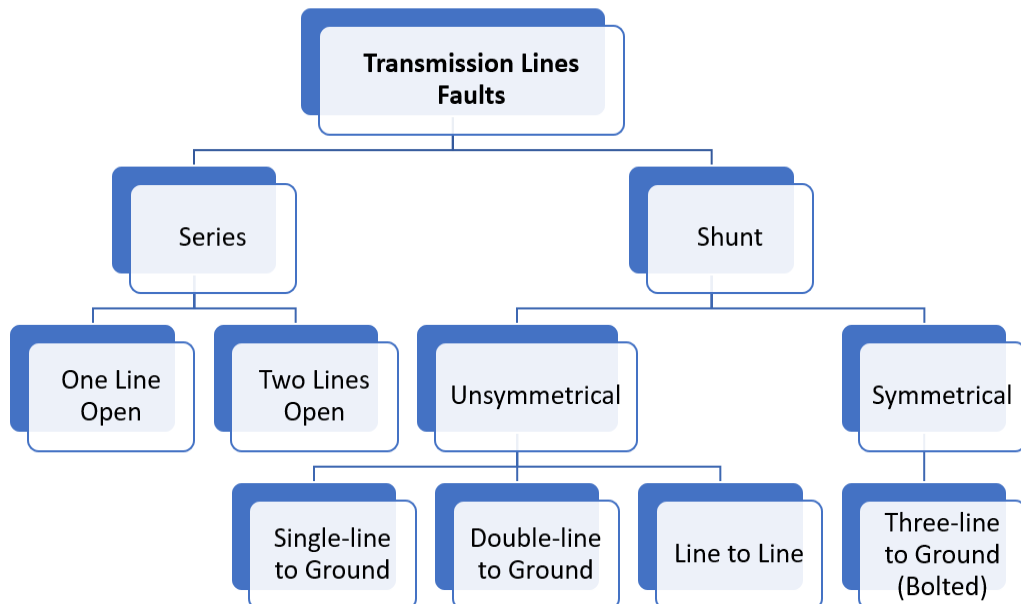 Transmission Lines
Faults
Series
Shunt
One Line
Open
Two Lines
Open
Unsymmetrical
Symmetrical
Single-line
to Ground
Double-line
to Ground
Line to Line
Three-line
to Ground
(Bolted)